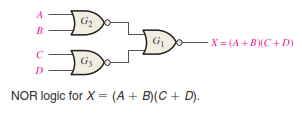 A
B
G₂
G₁
X = (A + B)(C + D)
C
D
G₃
NOR logic for X = (A + B)(C + D).